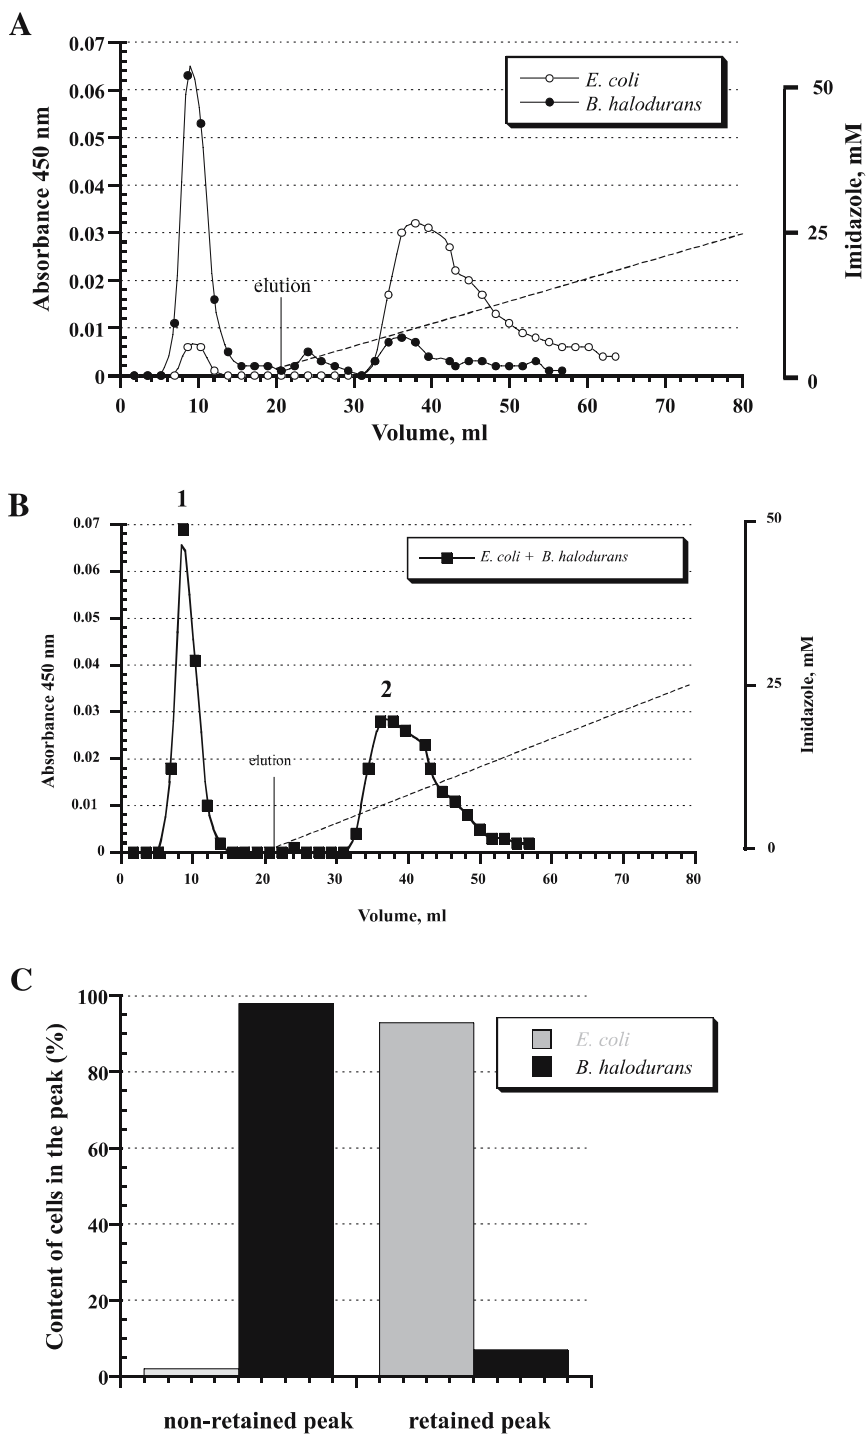 A
0.07
0.06
0.05
0.04
0.03
0.02
0.01
0
Absorbance 450 nm
E. coli
B. halodurans
elution
50
25
0
Imidazole, mM
0 10 20 30 40 50 60 70 80
Volume, ml
B
1
2
0.07
0.06
0.05
0.04
0.03
0.02
0.01
0
Absorbance 450 nm
E. coli + B. halodurans
elution
50
25
0
Imidazole, mM
0 10 20 30 40 50 60 70 80
Volume, ml
C
100
80
60
40
20
0
Content of cells in the peak (%)
E. coli
B. halodurans
non-retained peak retained peak